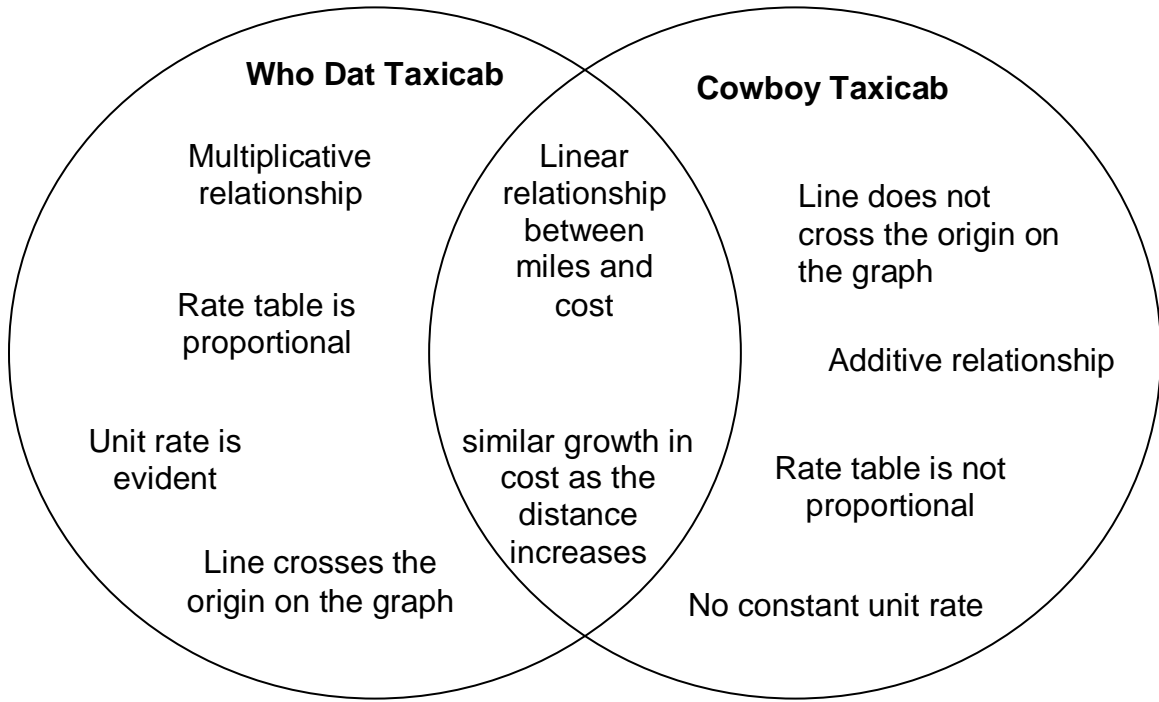 Who Dat Taxicab
Multiplicative
relationship
Rate table is
proportional
Unit rate is
evident
Line crosses the
origin on the graph
Linear
relationship
between
miles and
cost
similar growth in
cost as the
distance
increases
Cowboy Taxicab
Line does not
cross the origin on
the graph
Additive relationship
Rate table is not
proportional
No constant unit rate